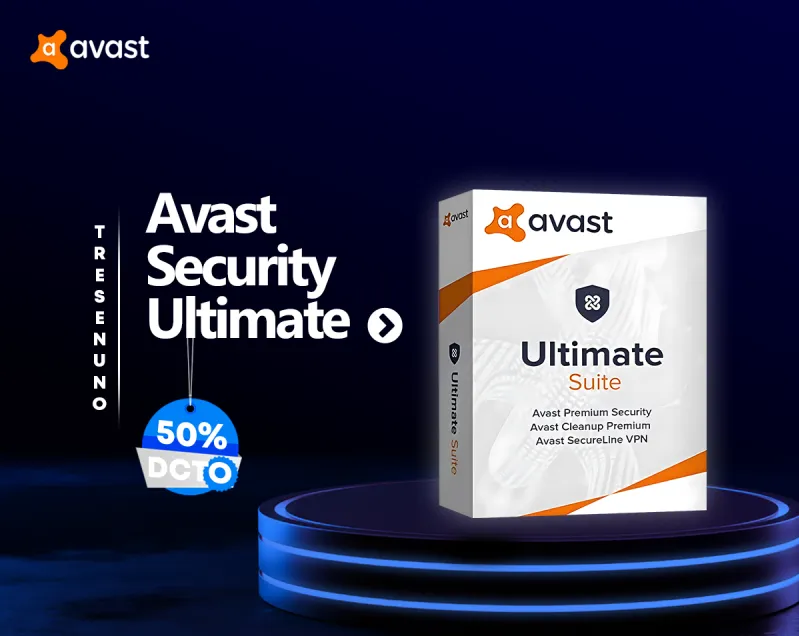 avast
TRESENUNO
Avast
Security
Ultimate
50%
DCTO
avast
avast
Ultimate
Suite
Avast Premium Security
Avast Cleanup Premium
Avast SecureLine VPN
Ultimate Suite